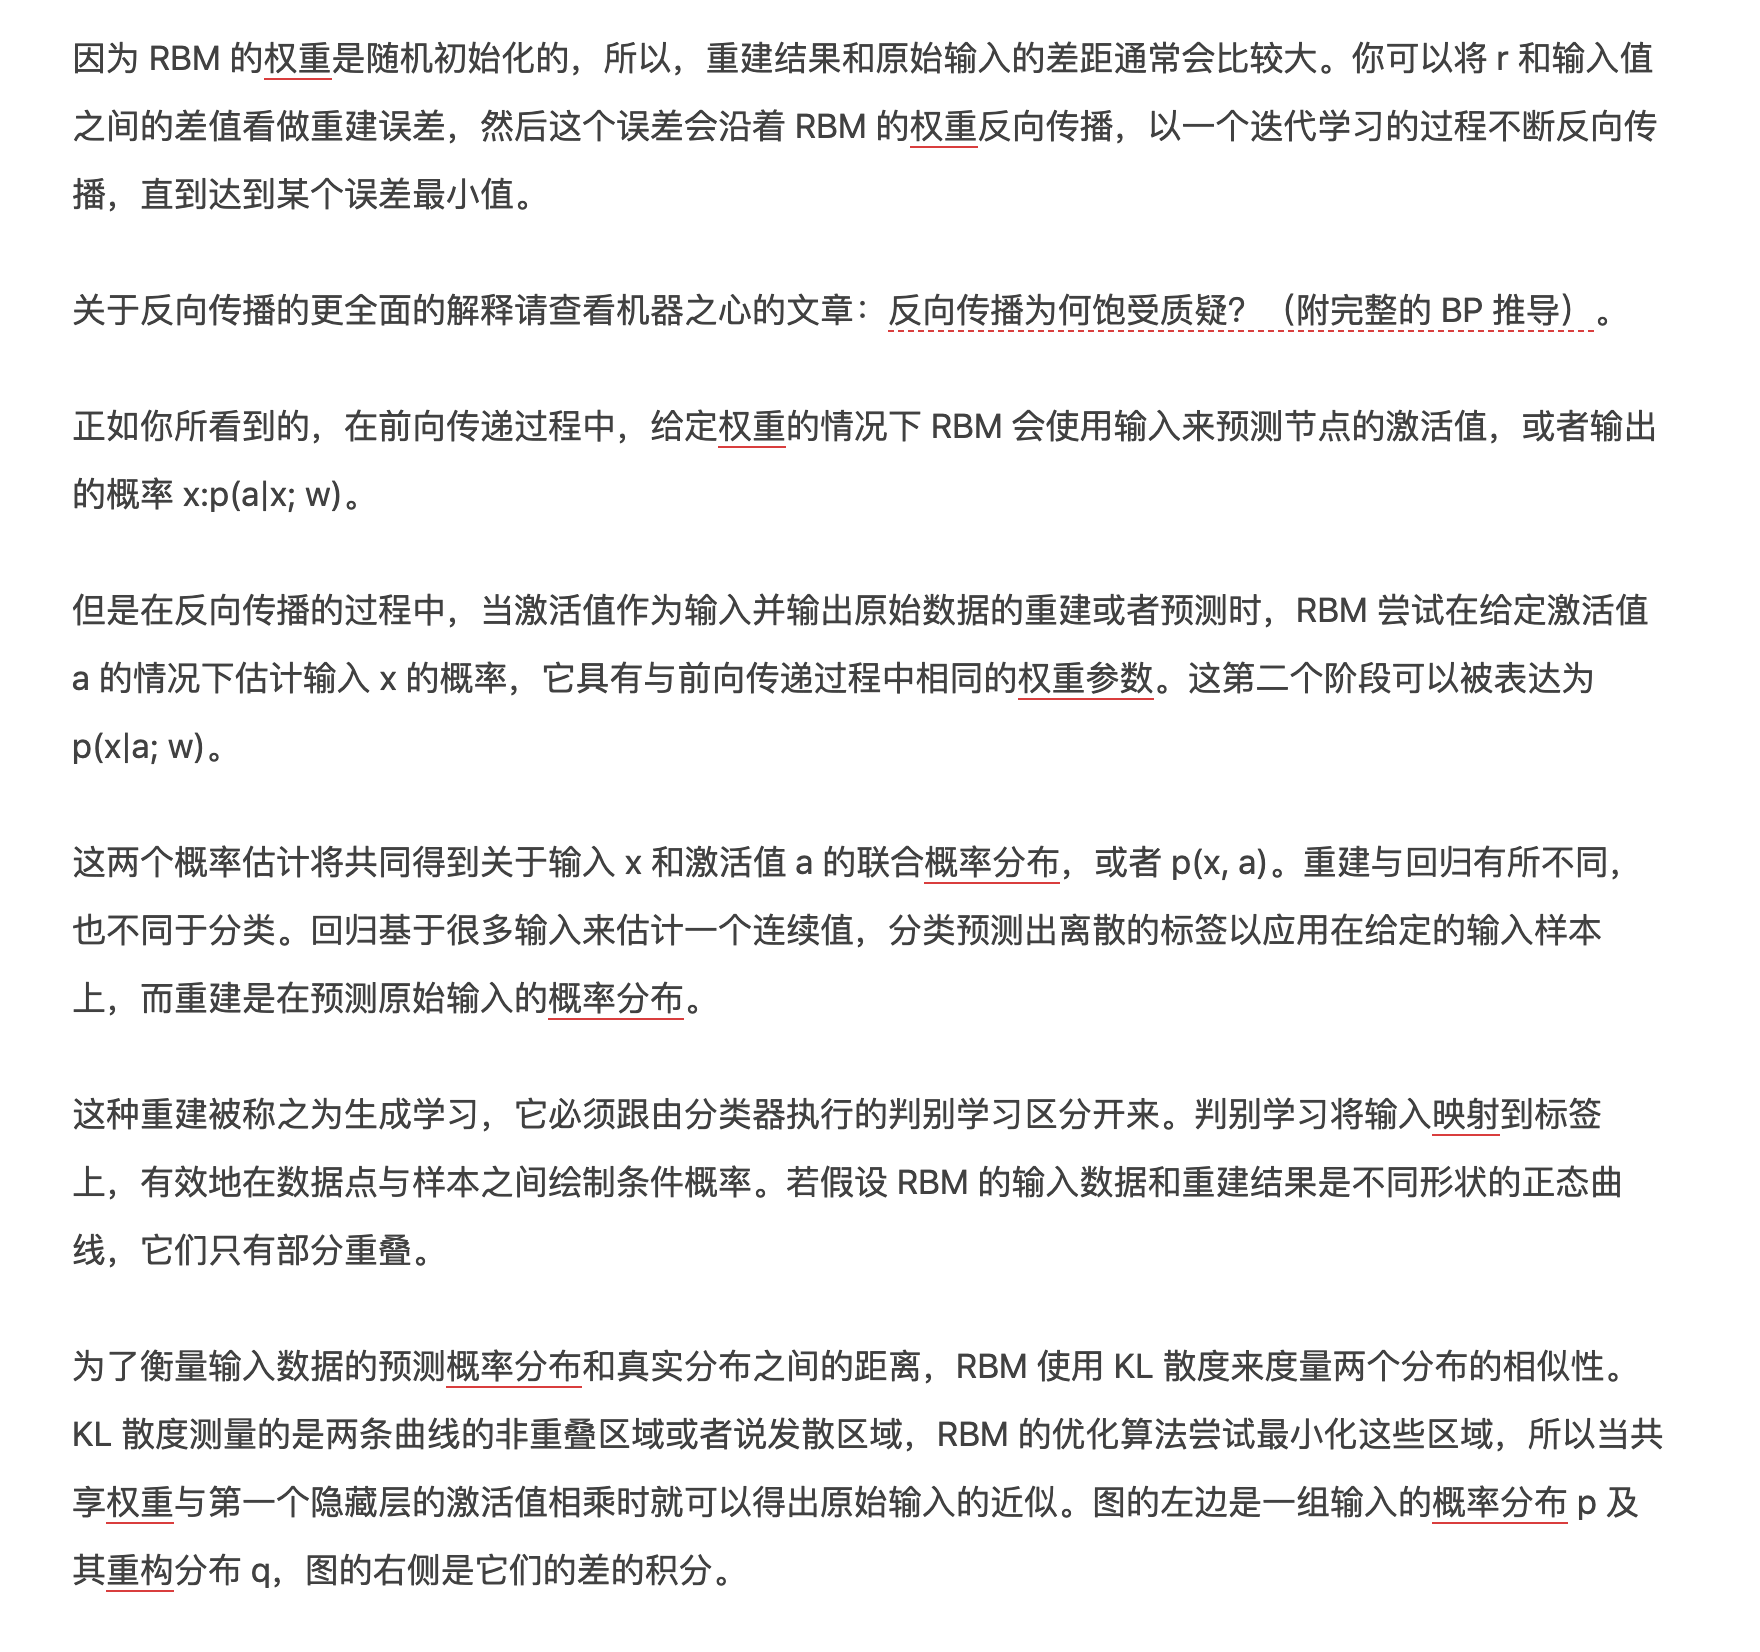 因为 RBM 的权重是随机初始化的，所以，重建结果和原始输入的差距通常会比较大。你可以将 r 和输入值
之间的差值看做重建误差，然后这个误差会沿着 RBM 的权重反向传播，以一个迭代学习的过程不断反向传
播，直到达到某个误差最小值。
关于反向传播的更全面的解释请查看机器之心的文章：反向传播为何饱受质疑？（附完整的 BP 推导）。
正如你所看到的，在前向传递过程中，给定权重的情况下 RBM 会使用输入来预测节点的激活值，或者输出
的概率 x:p(a|x; w)。
但是在反向传播的过程中，当激活值作为输入并输出原始数据的重建或者预测时，RBM 尝试在给定激活值
a 的情况下估计输入 x 的概率，它具有与前向传递过程中相同的权重参数。这第二个阶段可以被表达为
p(x|a; w)。
这两个概率估计将共同得到关于输入 x 和激活值 a 的联合概率分布，或者 p(x, a)。重建与回归有所不同，
也不同于分类。回归基于很多输入来估计一个连续值，分类预测出离散的标签以应用在给定的输入样本
上，而重建是在预测原始输入的概率分布。
这种重建被称之为生成学习，它必须跟由分类器执行的判别学习区分开来。判别学习将输入映射到标签
上，有效地在数据点与样本之间绘制条件概率。若假设 RBM 的输入数据和重建结果是不同形状的正态曲
线，它们只有部分重叠。
为了衡量输入数据的预测概率分布和真实分布之间的距离，RBM 使用 KL 散度来度量两个分布的相似性。
KL 散度测量的是两条曲线的非重叠区域或者说发散区域，RBM 的优化算法尝试最小化这些区域，所以当共
享权重与第一个隐藏层的激活值相乘时就可以得出原始输入的近似。图的左边是一组输入的概率分布 p 及
其重构分布 q，图的右侧是它们的差的积分。